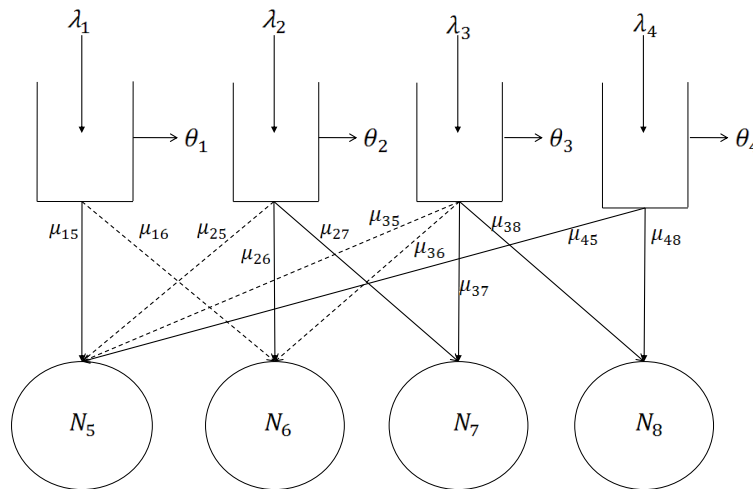 λ₁ λ₂ λ₃ λ₄
θ₁ θ₂ θ₃ θ₄
μ₁₅ μ₁₆ μ₂₅ μ₂₆ μ₂₇ μ₃₅ μ₃₆ μ₃₇ μ₃₈ μ₄₅ μ₄₈
N₅ N₆ N₇ N₈